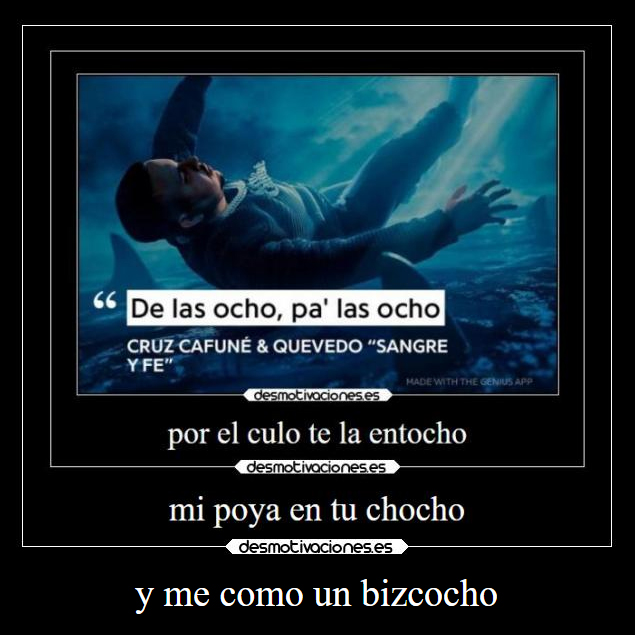 “ De las ocho, pa' las ocho
CRUZ CAFUNÉ & QUEVEDO “SANGRE
Y FE”
MADE WITH THE GENIUS APP
desmotivaciones.es
por el culo te la entocho
desmotivaciones.es
mi poya en tu chocho
desmotivaciones.es
y me como un bizcocho